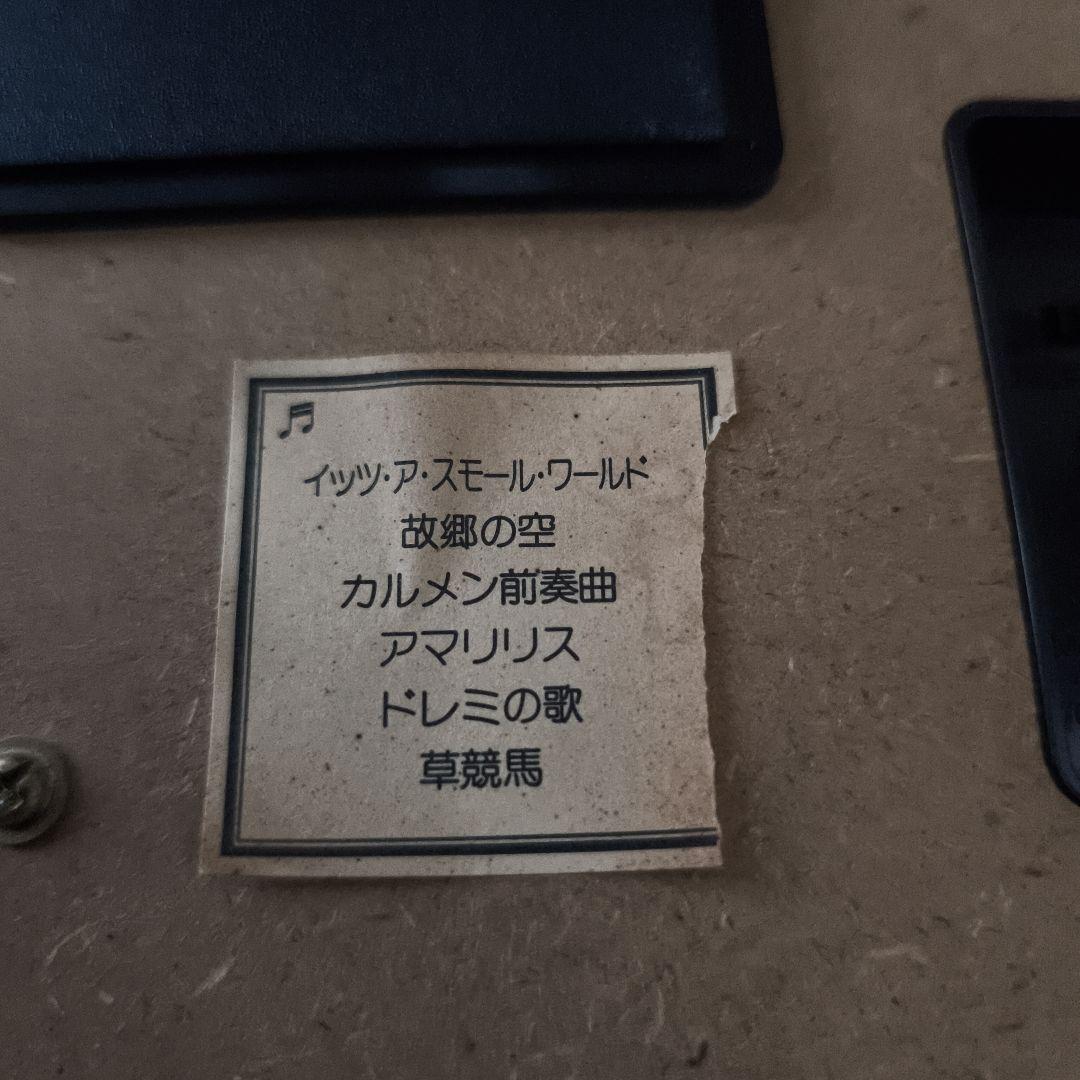 イッツ・ア・スモール・ワールド
故郷の空
カルメン前奏曲
アマリリス
ドレミの歌
草競馬